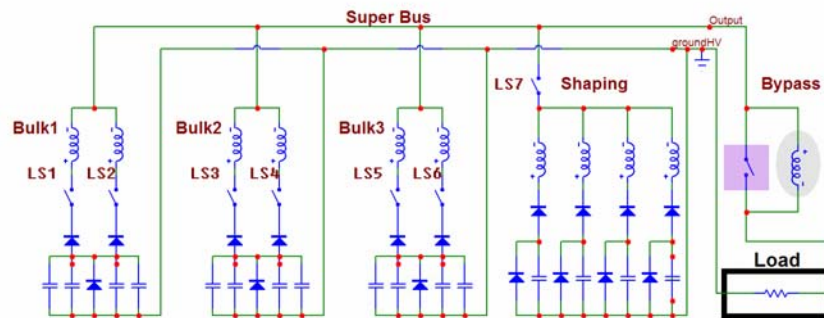 Super Bus
Output
groundHV
LS7
Shaping
Bypass
Bulk1
Bulk2
Bulk3
LS1
LS2
LS3
LS4
LS5
LS6
Load